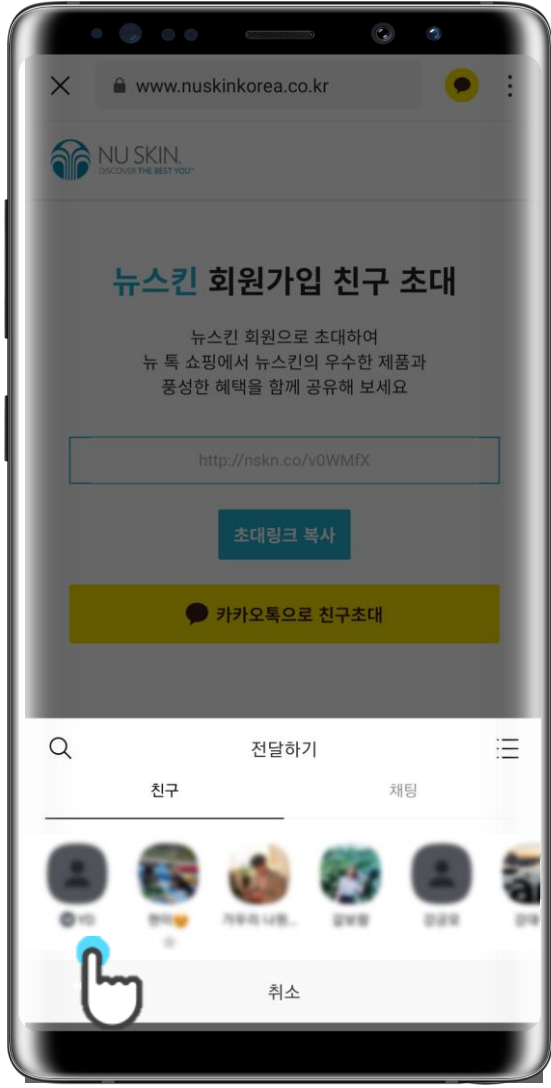 www.nuskinkorea.co.kr
NU SKIN.
DISCOVER THE BEST YOU™
뉴스킨 회원가입 친구 초대
뉴스킨 회원으로 초대하여
뉴 톡 쇼핑에서 뉴스킨의 우수한 제품과
풍성한 혜택을 함께 공유해 보세요
http://nskn.co/v0WMfX
초대링크 복사
카카오톡으로 친구초대
전달하기
친구 채팅
취소